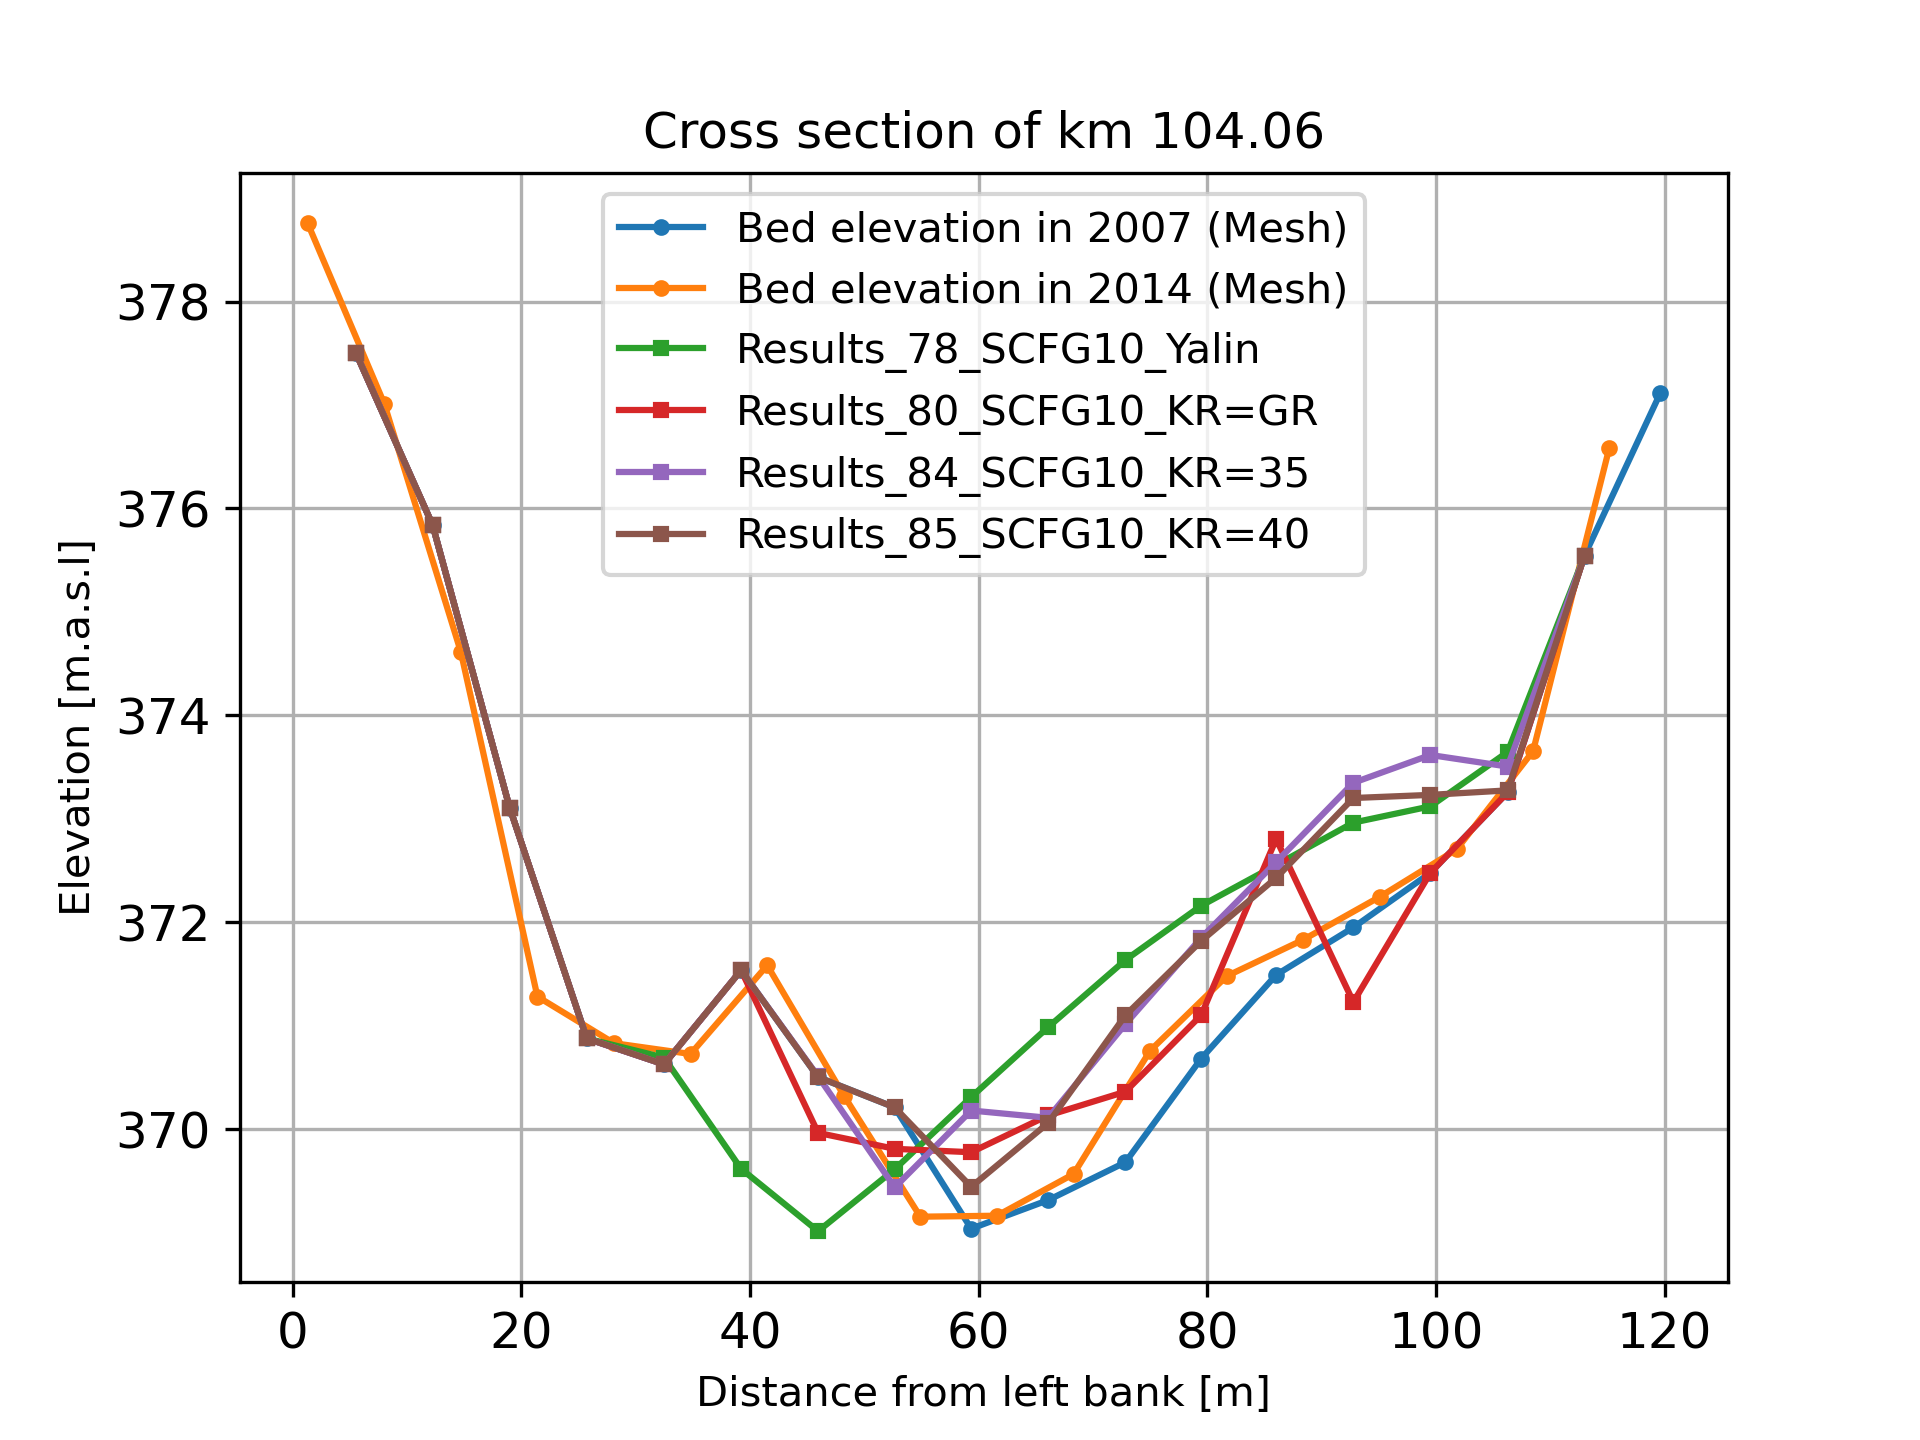 Cross section of km 104.06
Bed elevation in 2007 (Mesh)
Bed elevation in 2014 (Mesh)
Results_78_SCFG10_Yalin
Results_80_SCFG10_KR=GR
Results_84_SCFG10_KR=35
Results_85_SCFG10_KR=40
Elevation [m.a.s.l]
378
376
374
372
370
0 20 40 60 80 100 120
Distance from left bank [m]